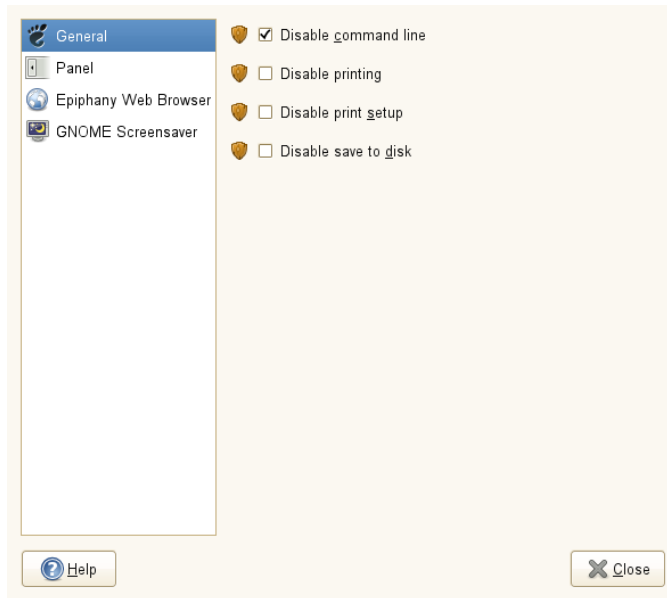 General
Panel
Epiphany Web Browser
GNOME Screensaver
Disable command line
Disable printing
Disable print setup
Disable save to disk
Help
Close